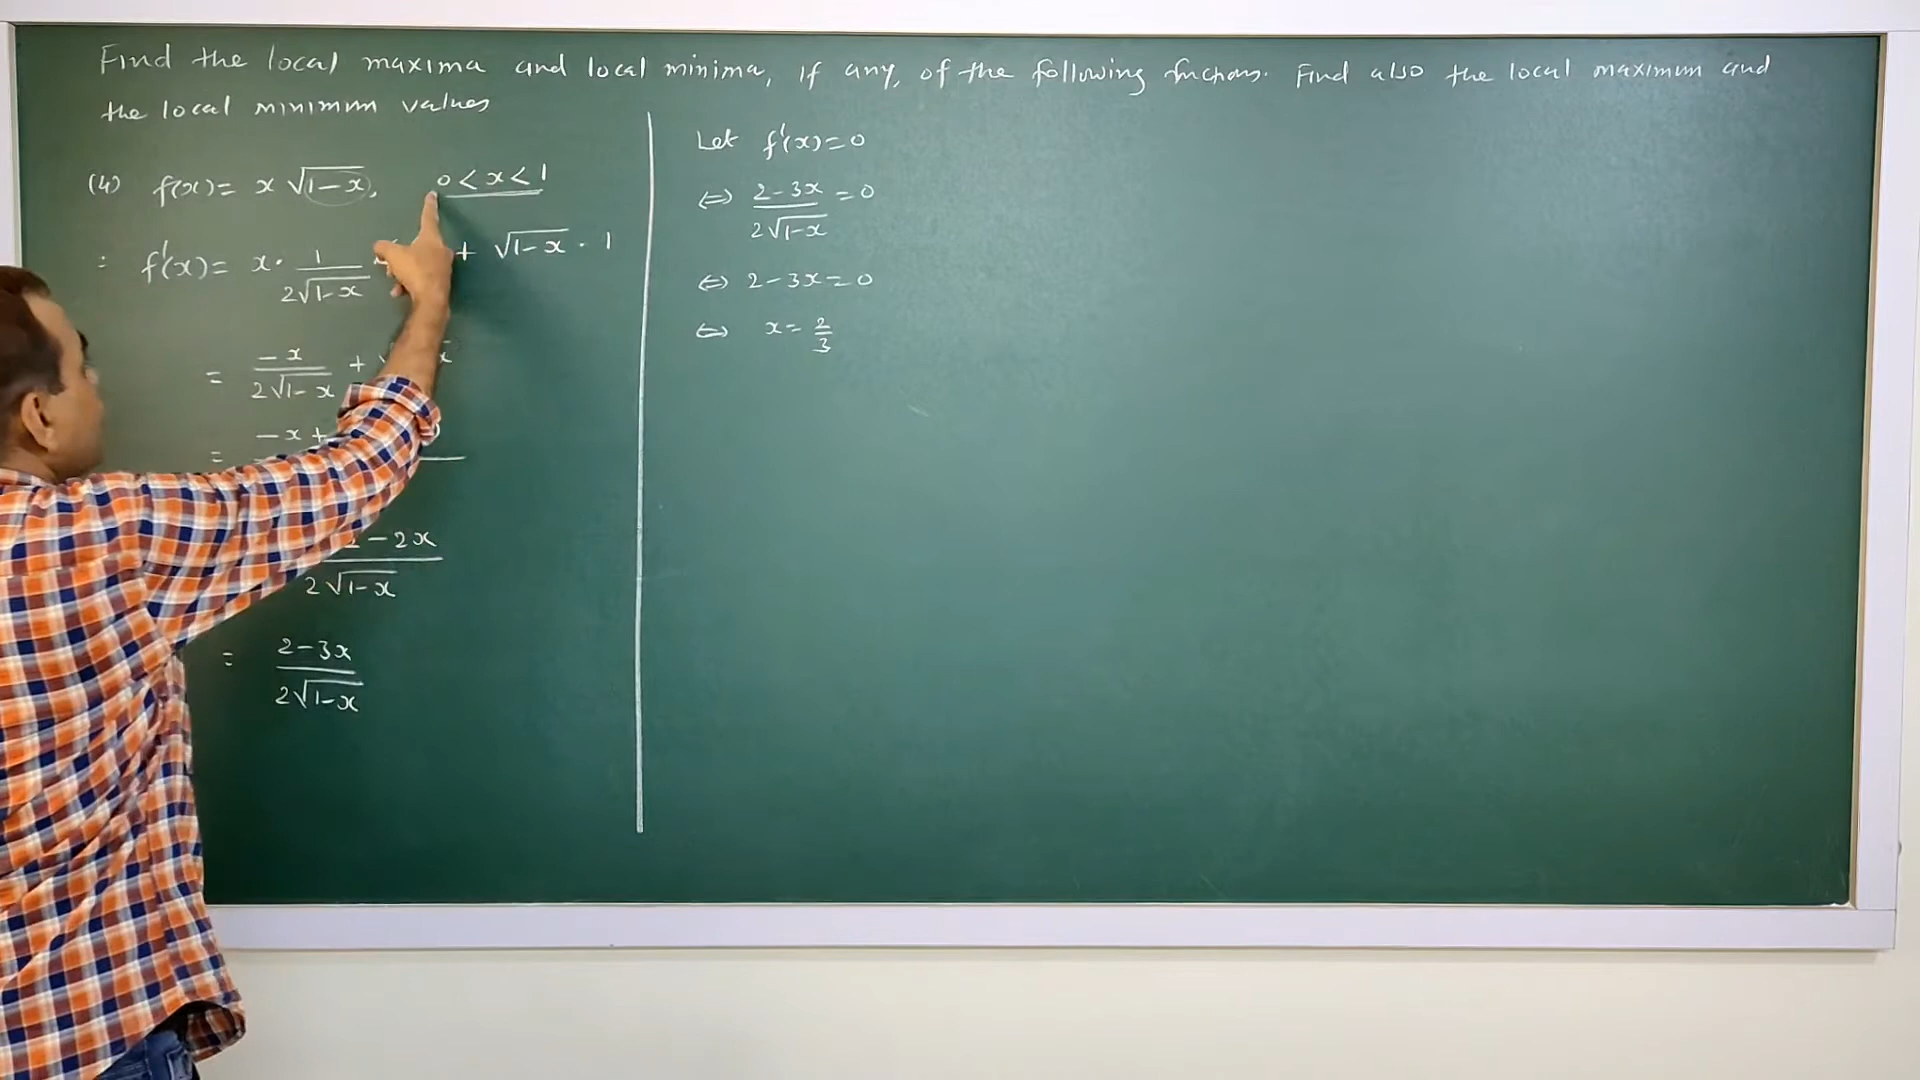 Find the local maxima and local minima, if any, of the following functions. Find also the local maximum and
the local minimum values
(4) f(x) = x √(1-x), 0 < x < 1
∴ f'(x) = x · 1/(2√(1-x)) + √(1-x) · 1
= -x/(2√(1-x)) +
= -x +
- 2x / (2√(1-x))
= (2-3x)/(2√(1-x))
Let f'(x) = 0
⇔ (2-3x)/(2√(1-x)) = 0
⇔ 2-3x = 0
⇔ x = 2/3